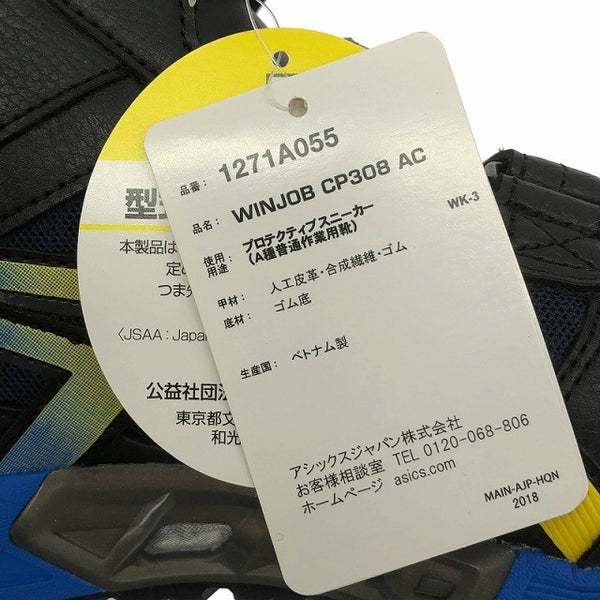 品番： 1271A055
品名： WINJOB CP308 AC
使用用途： プロテクティブスニーカー
（A種普通作業用靴）
WK-3
甲材： 人工皮革・合成繊維・ゴム
底材： ゴム底
生産国： ベトナム製
アシックスジャパン株式会社
お客様相談室 TEL 0120-068-806
ホームページ asics.com
MAIN-AJP-HQN
2018
型
本製品は
定
つま
〈JSAA : Japa
公益社団法
東京都文
和光